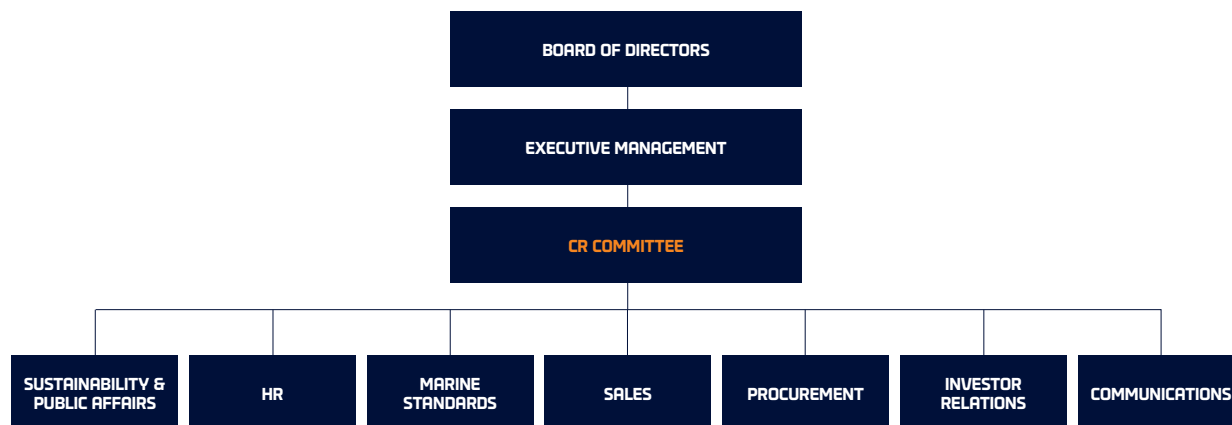 BOARD OF DIRECTORS
EXECUTIVE MANAGEMENT
CR COMMITTEE
SUSTAINABILITY &
PUBLIC AFFAIRS
HR
MARINE
STANDARDS
SALES
PROCUREMENT
INVESTOR
RELATIONS
COMMUNICATIONS